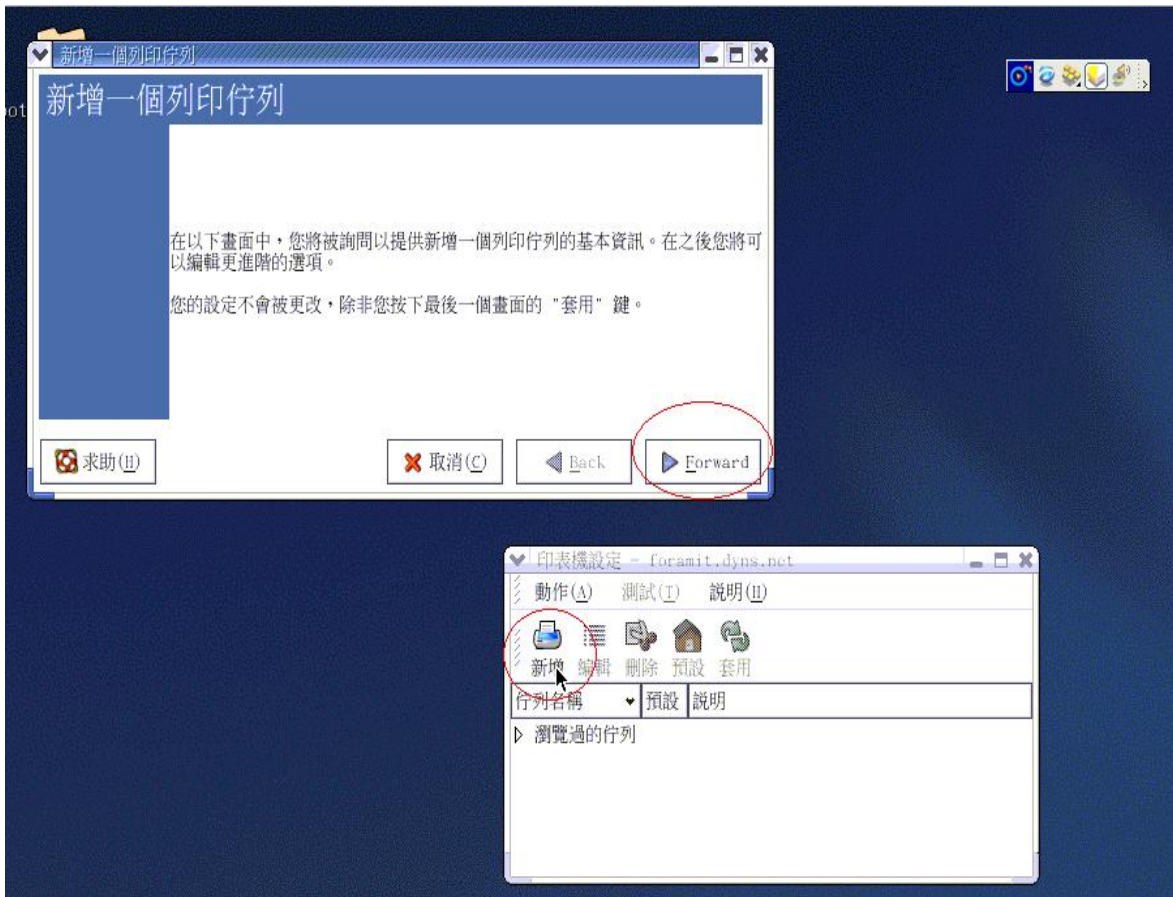 新增一個列印佇列
新增一個列印佇列
oot
在以下畫面中，您將被詢問以提供新增一個列印佇列的基本資訊。在之後您將可
以編輯更進階的選項。
您的設定不會被更改，除非您按下最後一個畫面的 "套用" 鍵。
求助(H) 取消(C) Back Forward
印表機設定 - foramit.dyns.net
動作(A) 測試(T) 說明(H)
新增 編輯 刪除 預設 套用
佇列名稱 預設 說明
瀏覽過的佇列